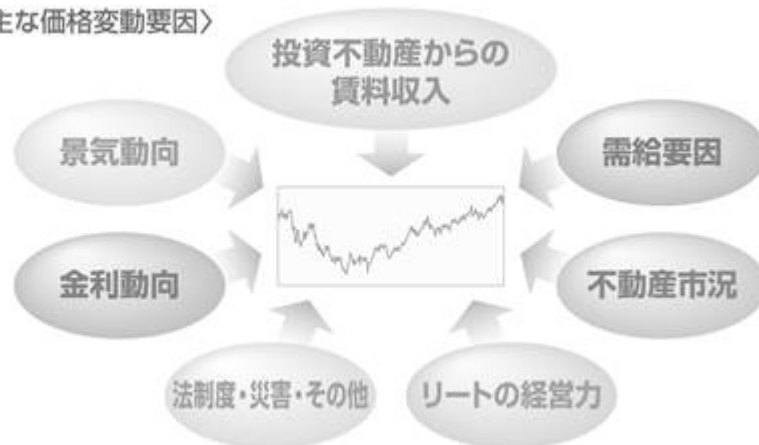 主な価格変動要因〉
投資不動産からの
賃料収入
景気動向
需給要因
金利動向
不動産市況
法制度・災害・その他
リートの経営力